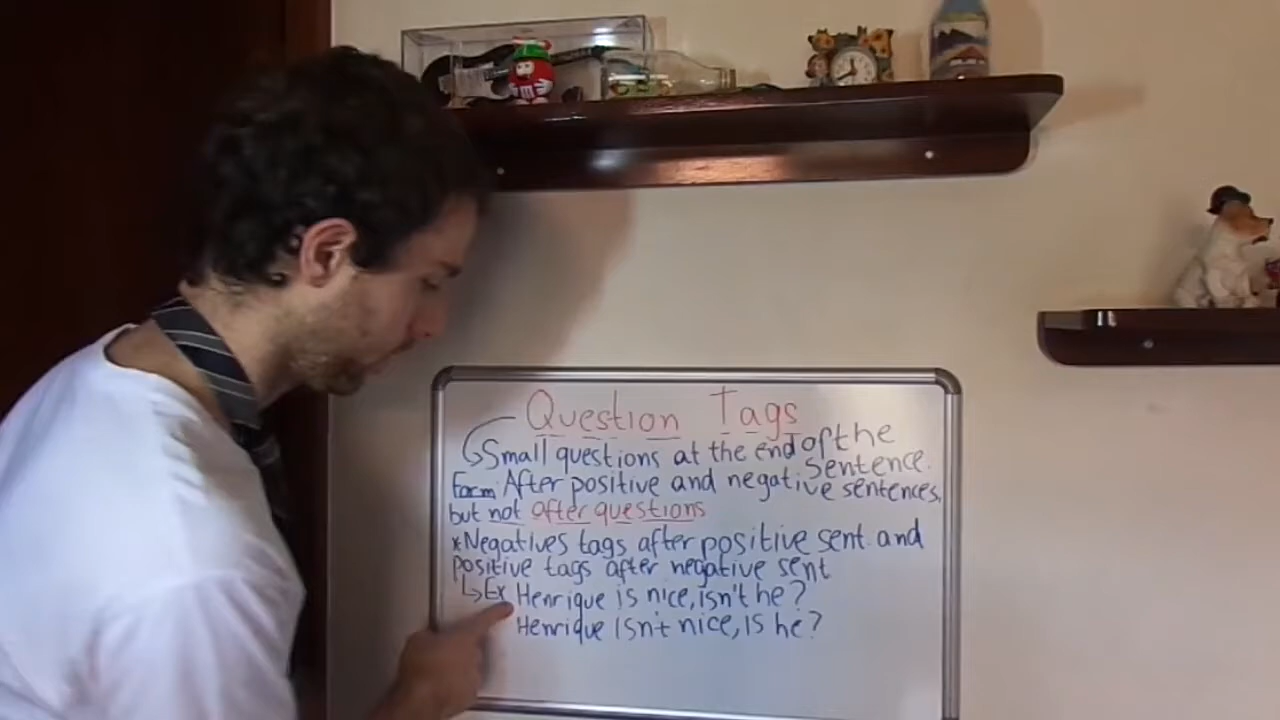 Question Tags
Small questions at the end of the
sentence.
Form: After positive and negative sentences,
but not after questions
*Negatives tags after positive sent. and
positive tags after negative sent
Ex Henrique is nice, isn't he?
Henrique isn't nice, is he?